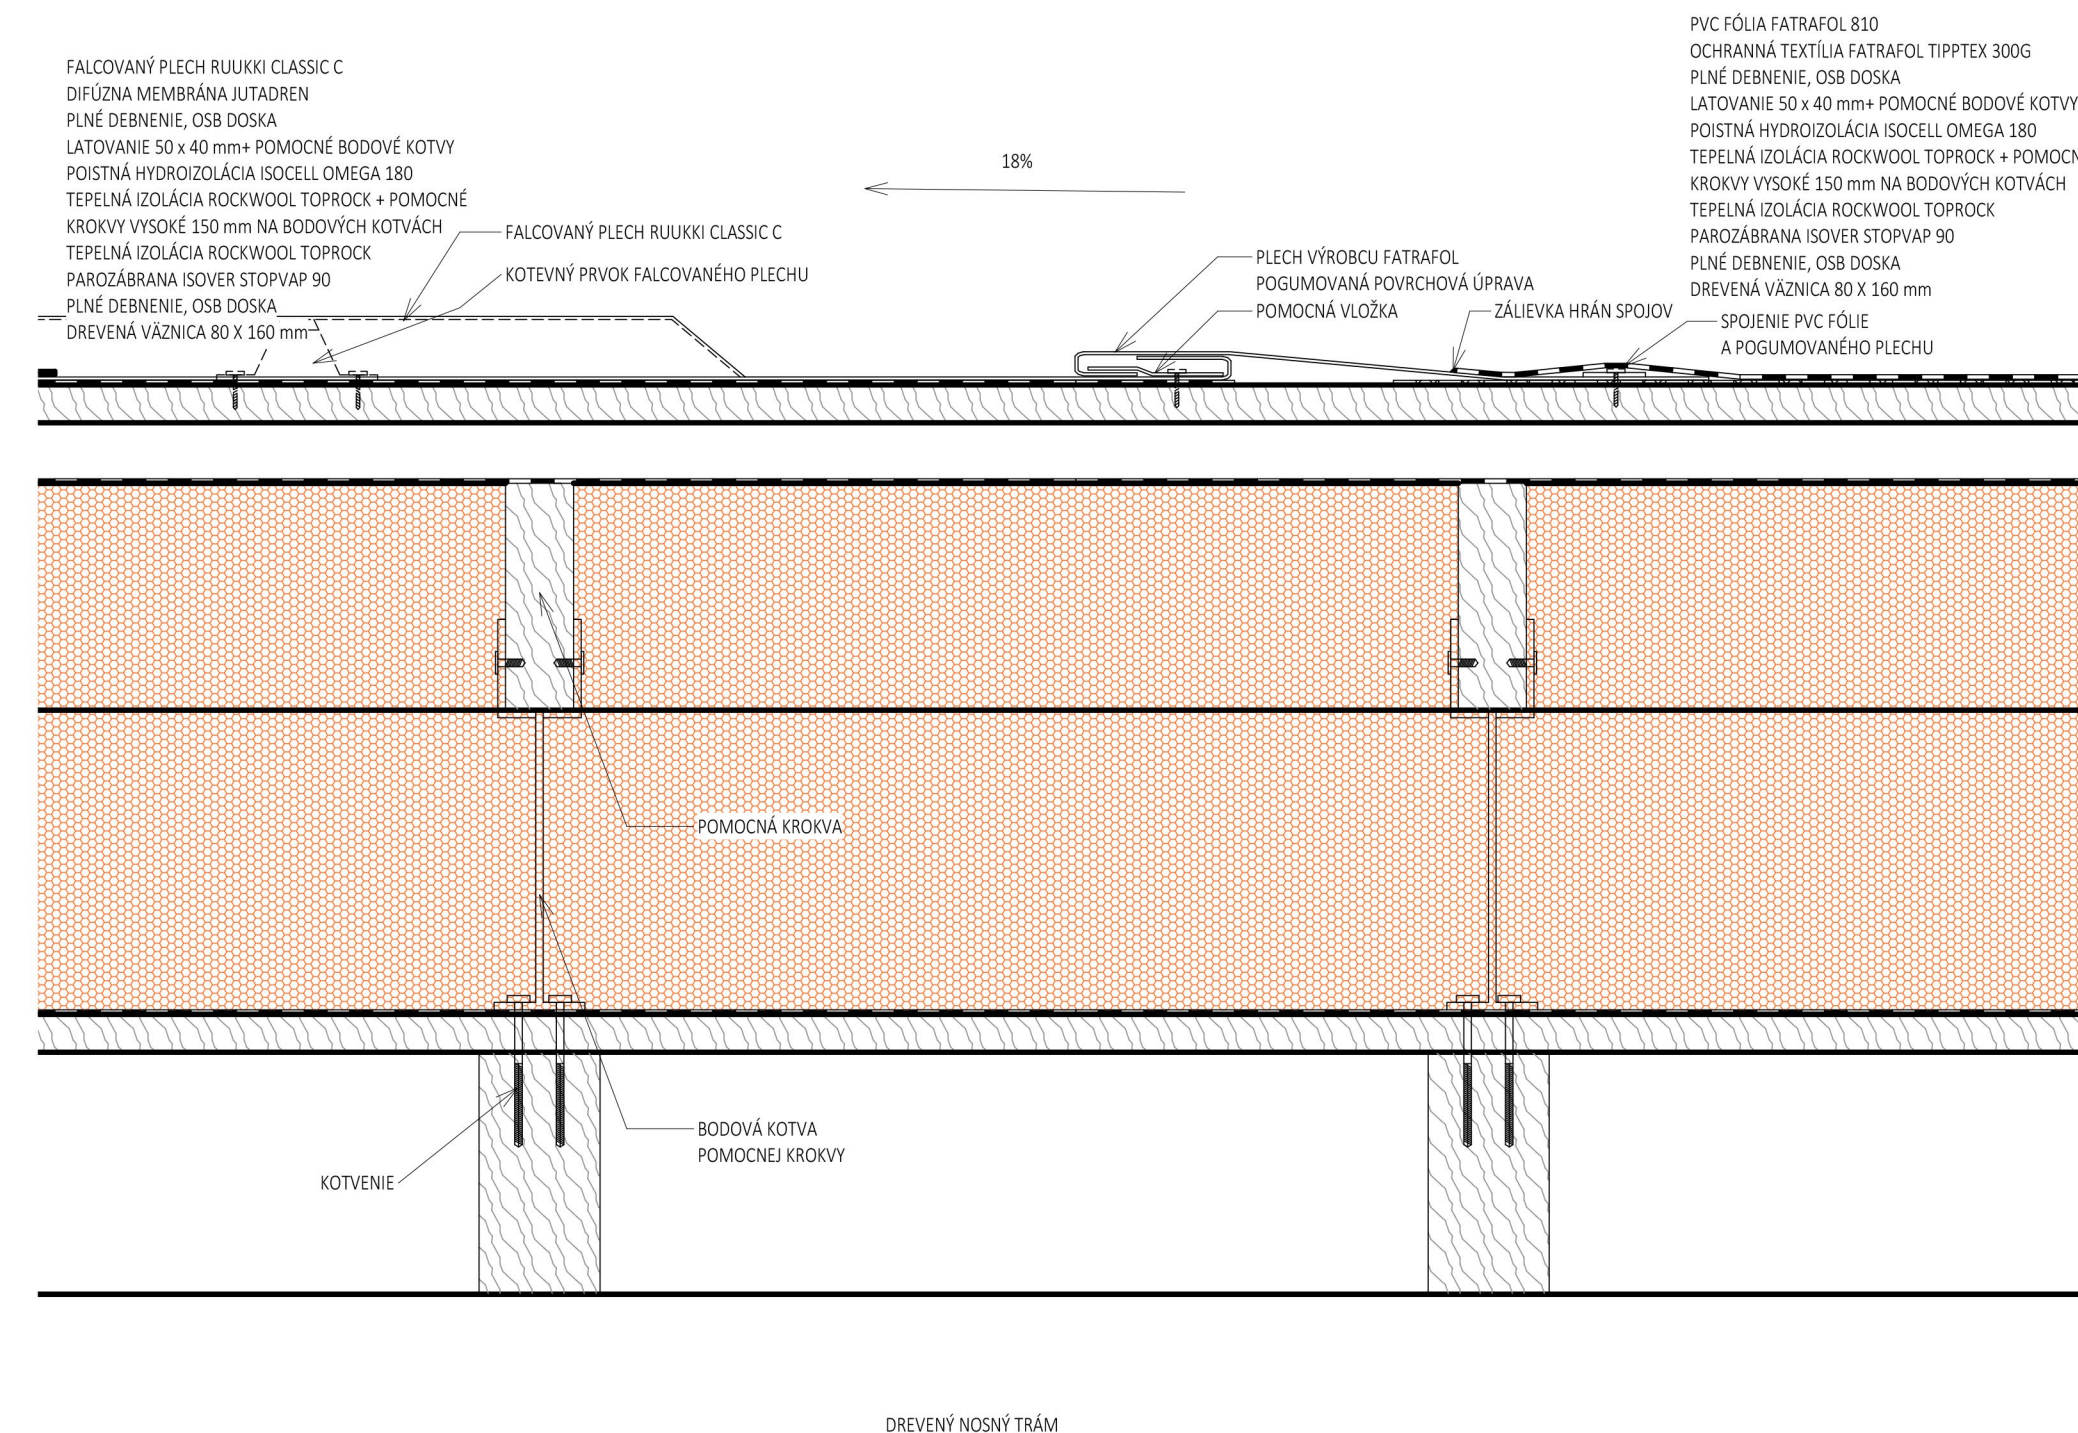 FALCOVANÝ PLECH RUUKKI CLASSIC C
DIFÚZNA MEMBRÁNA JUTADREN
PLNÉ DEBNENIE, OSB DOSKA
LATOVANIE 50 x 40 mm+ POMOCNÉ BODOVÉ KOTVY
POISTNÁ HYDROIZOLÁCIA ISOCELL OMEGA 180
TEPELNÁ IZOLÁCIA ROCKWOOL TOPROCK + POMOCNÉ
KROKVY VYSOKÉ 150 mm NA BODOVÝCH KOTVÁCH
TEPELNÁ IZOLÁCIA ROCKWOOL TOPROCK
PAROZÁBRANA ISOVER STOPVAP 90
PLNÉ DEBNENIE, OSB DOSKA
DREVENÁ VÄZNICA 80 X 160 mm
FALCOVANÝ PLECH RUUKKI CLASSIC C
KOTEVNÝ PRVOK FALCOVANÉHO PLECHU
18%
PLECH VÝROBCU FATRAFOL
POGUMOVANÁ POVRCHOVÁ ÚPRAVA
POMOCNÁ VLOŽKA
ZÁLIEVKA HRÁN SPOJOV
PVC FÓLIA FATRAFOL 810
OCHRANNÁ TEXTÍLIA FATRAFOL TIPPTEX 300G
PLNÉ DEBNENIE, OSB DOSKA
LATOVANIE 50 x 40 mm+ POMOCNÉ BODOVÉ KOTVY
POISTNÁ HYDROIZOLÁCIA ISOCELL OMEGA 180
TEPELNÁ IZOLÁCIA ROCKWOOL TOPROCK + POMOCN
KROKVY VYSOKÉ 150 mm NA BODOVÝCH KOTVÁCH
TEPELNÁ IZOLÁCIA ROCKWOOL TOPROCK
PAROZÁBRANA ISOVER STOPVAP 90
PLNÉ DEBNENIE, OSB DOSKA
DREVENÁ VÄZNICA 80 X 160 mm
SPOJENIE PVC FÓLIE
A POGUMOVANÉHO PLECHU
POMOCNÁ KROKVA
BODOVÁ KOTVA
POMOCNEJ KROKVY
KOTVENIE
DREVENÝ NOSNÝ TRÁM